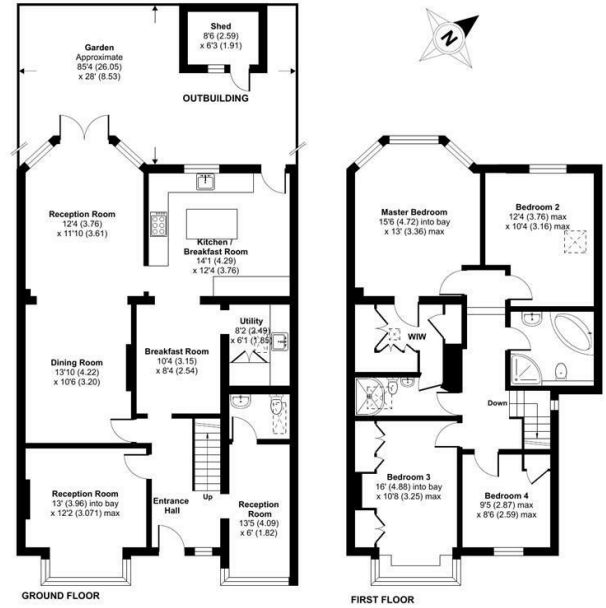 Shed
8'6 (2.59)
x 6'3 (1.91)
Garden
Approximate
85'4 (26.05)
x 28' (8.53)
OUTBUILDING
N
Reception Room
12'4 (3.76)
x 11'10 (3.61)
Kitchen /
Breakfast Room
14'1 (4.29)
x 12'4 (3.76)
Master Bedroom
15'6 (4.72) into bay
x 13' (3.36) max
Bedroom 2
12'4 (3.76) max
x 10'4 (3.16) max
Utility
8'2 (2.49)
x 6'1 (1.85)
Dining Room
13'10 (4.22)
x 10'6 (3.20)
Breakfast Room
10'4 (3.15)
x 8'4 (2.54)
WIW
Down
Reception Room
13' (3.96) into bay
x 12'2 (3.071) max
Entrance
Hall
Up
Reception
Room
13'5 (4.09)
x 6' (1.82)
Bedroom 3
16' (4.88) into bay
x 10'8 (3.25) max
Bedroom 4
9'5 (2.87) max
x 8'6 (2.59) max
GROUND FLOOR
FIRST FLOOR